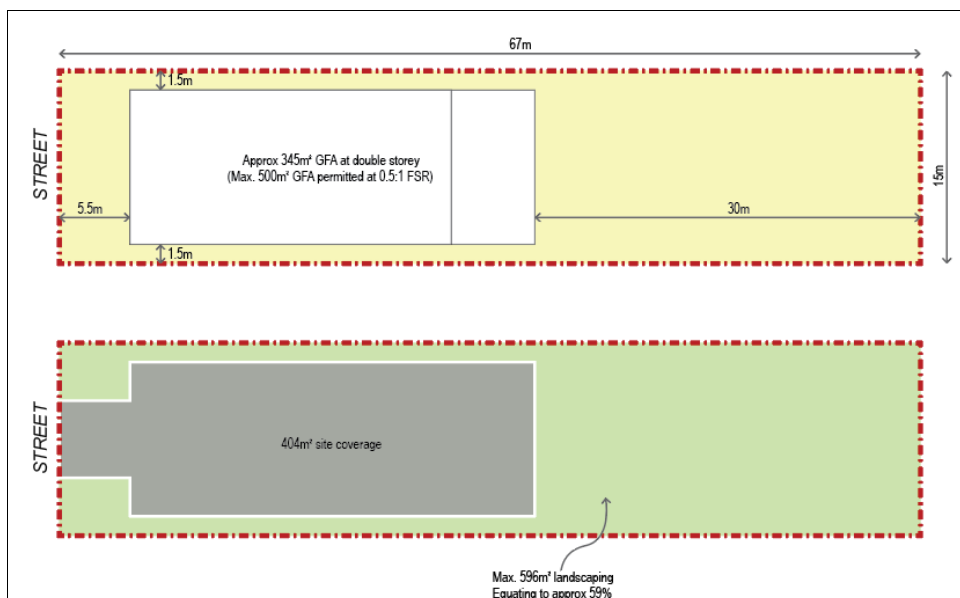 67m
1.5m
STREET
Approx 345m² GFA at double storey
(Max. 500m² GFA permitted at 0.5:1 FSR)
15m
5.5m
30m
1.5m
STREET
404m² site coverage
Max. 596m² landscaping
Equating to approx 59%